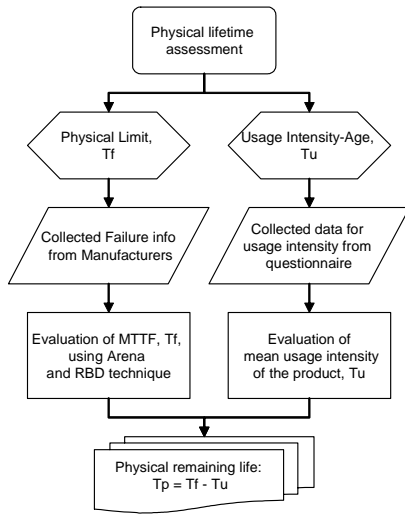 Physical lifetime
assessment
Physical Limit,
Tf
Usage Intensity-Age,
Tu
Collected Failure info
from Manufacturers
Collected data for
usage intensity from
questionnaire
Evaluation of MTTF, Tf,
using Arena
and RBD technique
Evaluation of
mean usage intensity
of the product, Tu
Physical remaining life:
Tp = Tf - Tu